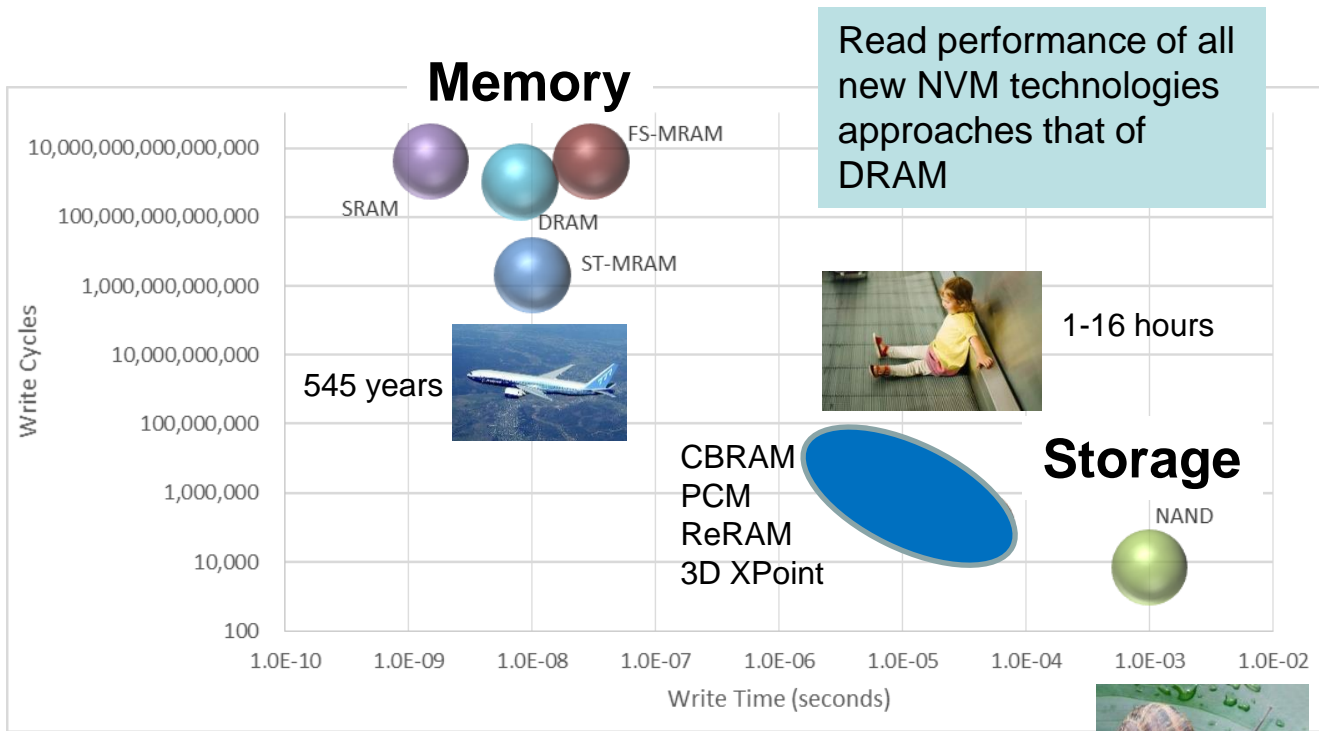 Memory
Read performance of all
new NVM technologies
approaches that of
DRAM
Write Cycles
10,000,000,000,000,000
100,000,000,000,000
1,000,000,000,000
10,000,000,000
100,000,000
1,000,000
10,000
100
SRAM
DRAM
FS-MRAM
ST-MRAM
545 years
1-16 hours
CBRAM
PCM
ReRAM
3D XPoint
Storage
NAND
1.0E-10
1.0E-09
1.0E-08
1.0E-07
1.0E-06
1.0E-05
1.0E-04
1.0E-03
1.0E-02
Write Time (seconds)